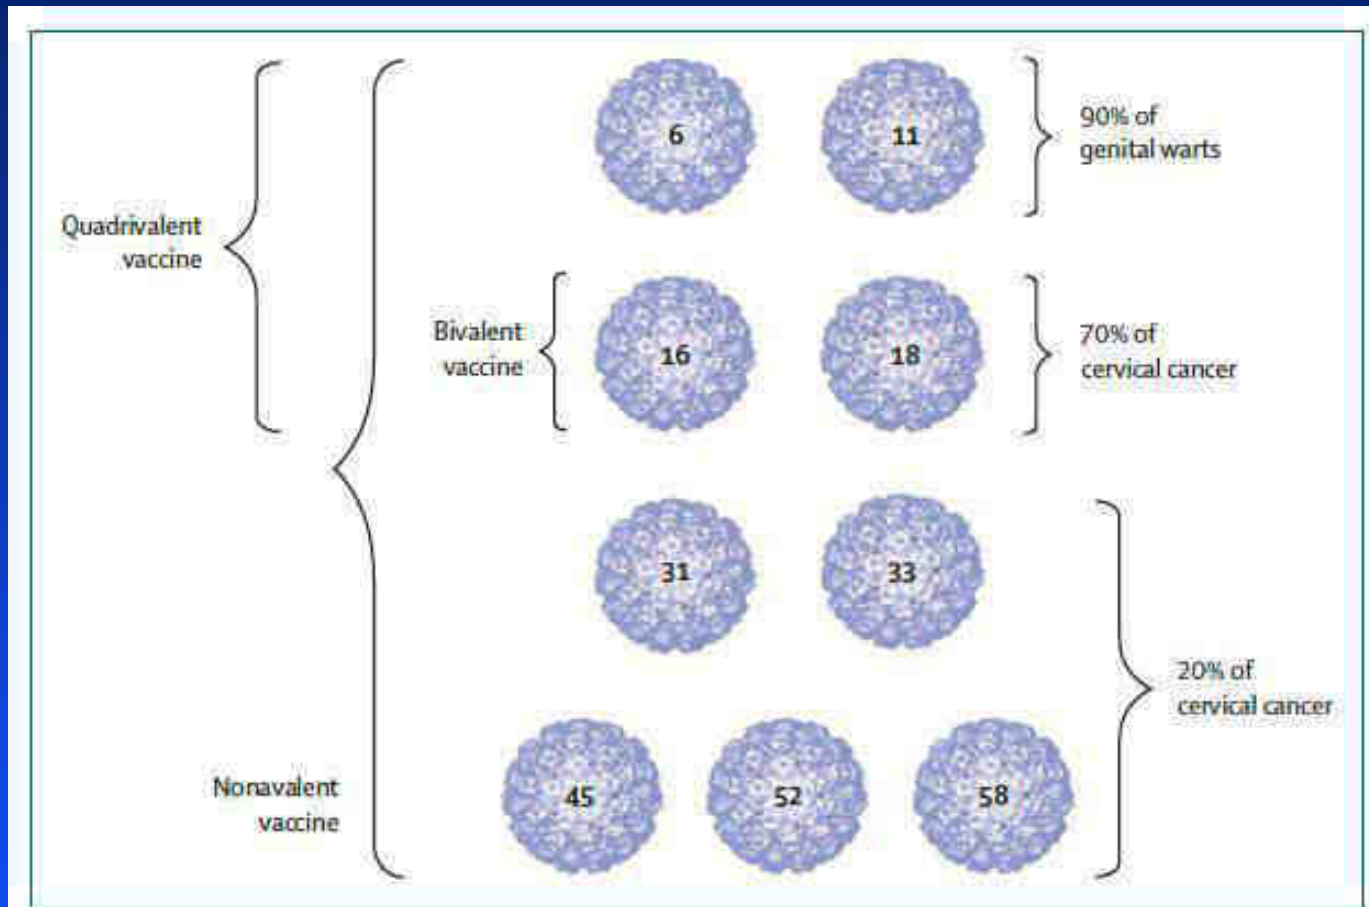 6 11
90% of
genital warts
Quadrivalent
vaccine
Bivalent
vaccine
16 18
70% of
cervical cancer
31 33
20% of
cervical cancer
Nonavalent
vaccine
45 52 58